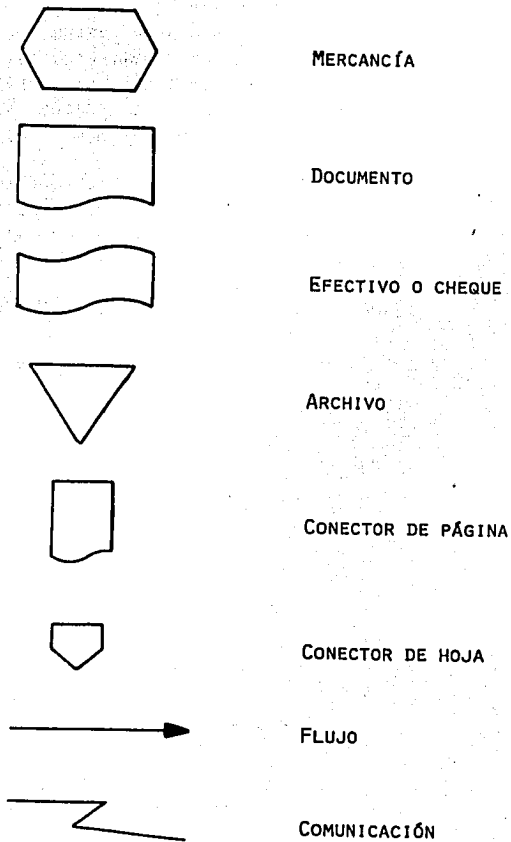 MERCANCÍA
DOCUMENTO
EFECTIVO O CHEQUE
ARCHIVO
CONECTOR DE PÁGINA
CONECTOR DE HOJA
FLUJO
COMUNICACIÓN